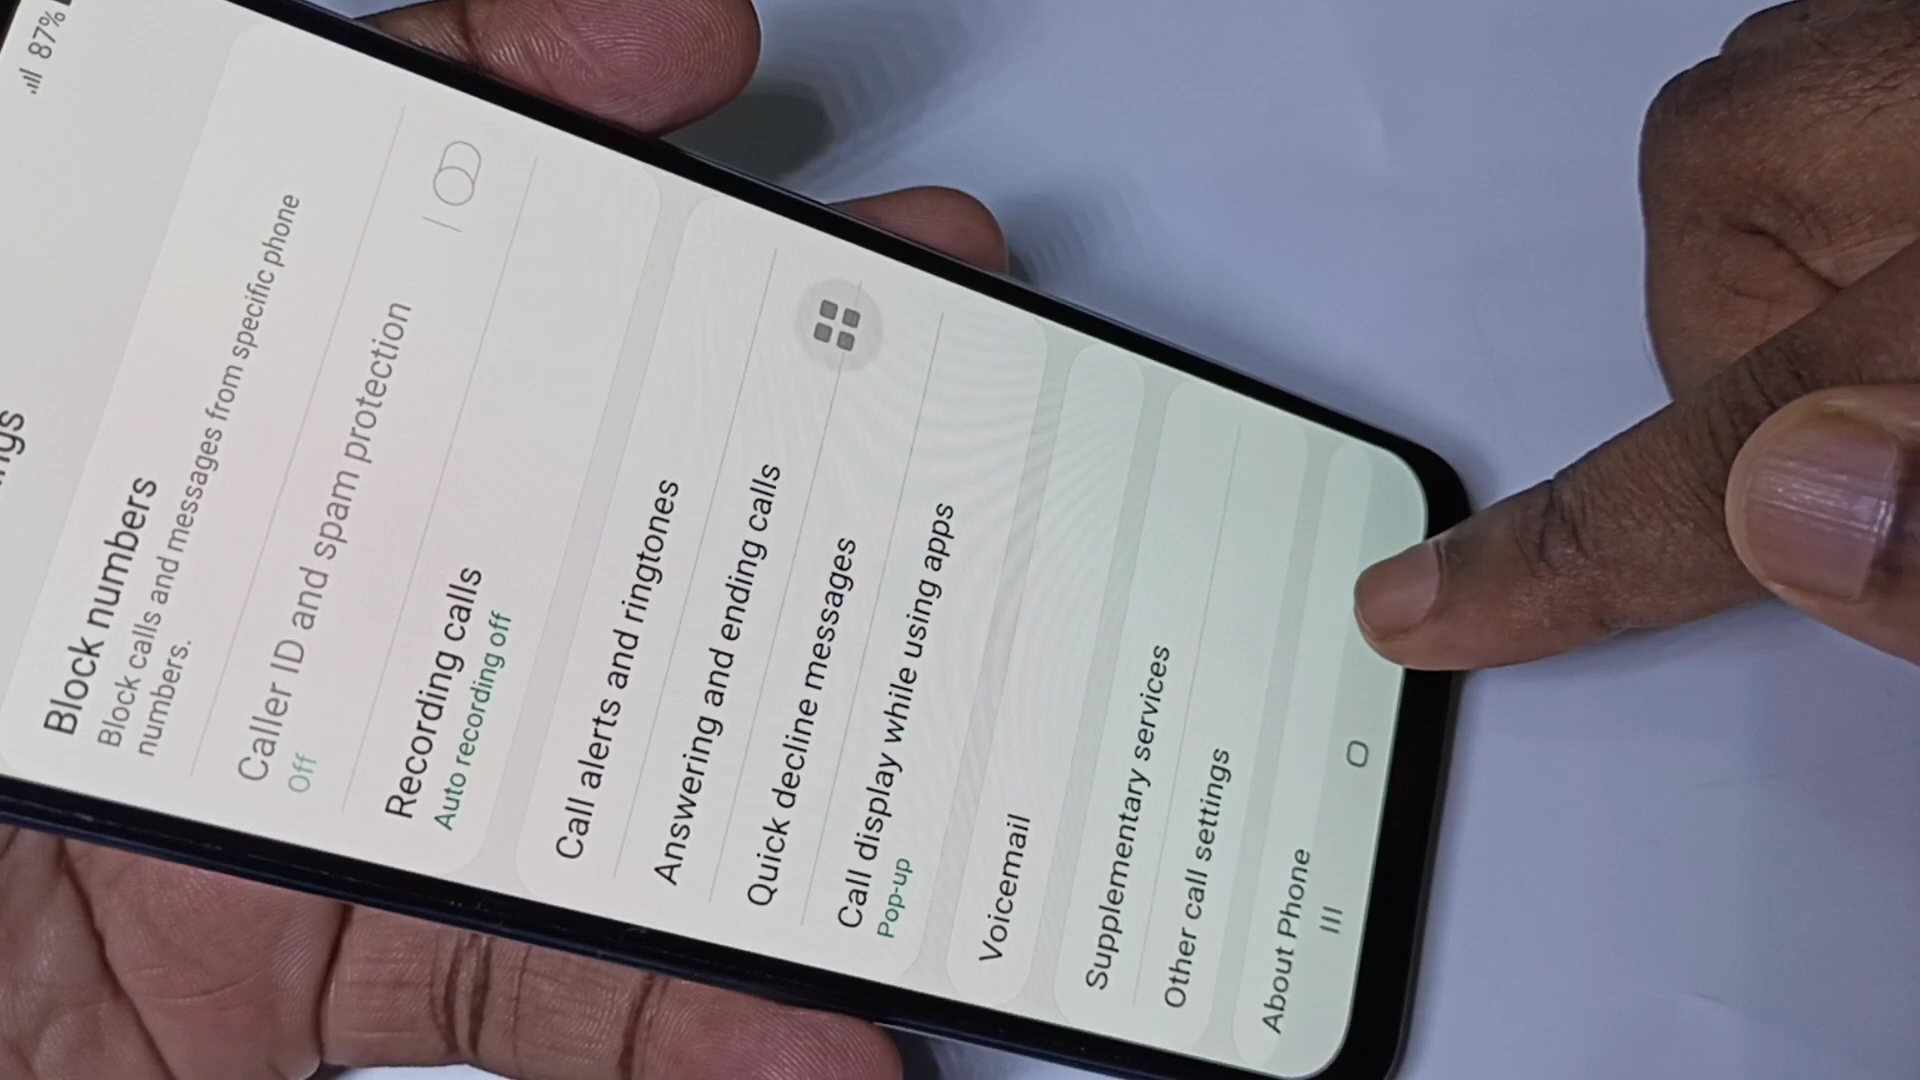 87%
Block numbers
Block calls and messages from specific phone
numbers.
Caller ID and spam protection
Off
Recording calls
Auto recording off
Call alerts and ringtones
Answering and ending calls
Quick decline messages
Call display while using apps
Pop-up
Voicemail
Supplementary services
Other call settings
About Phone